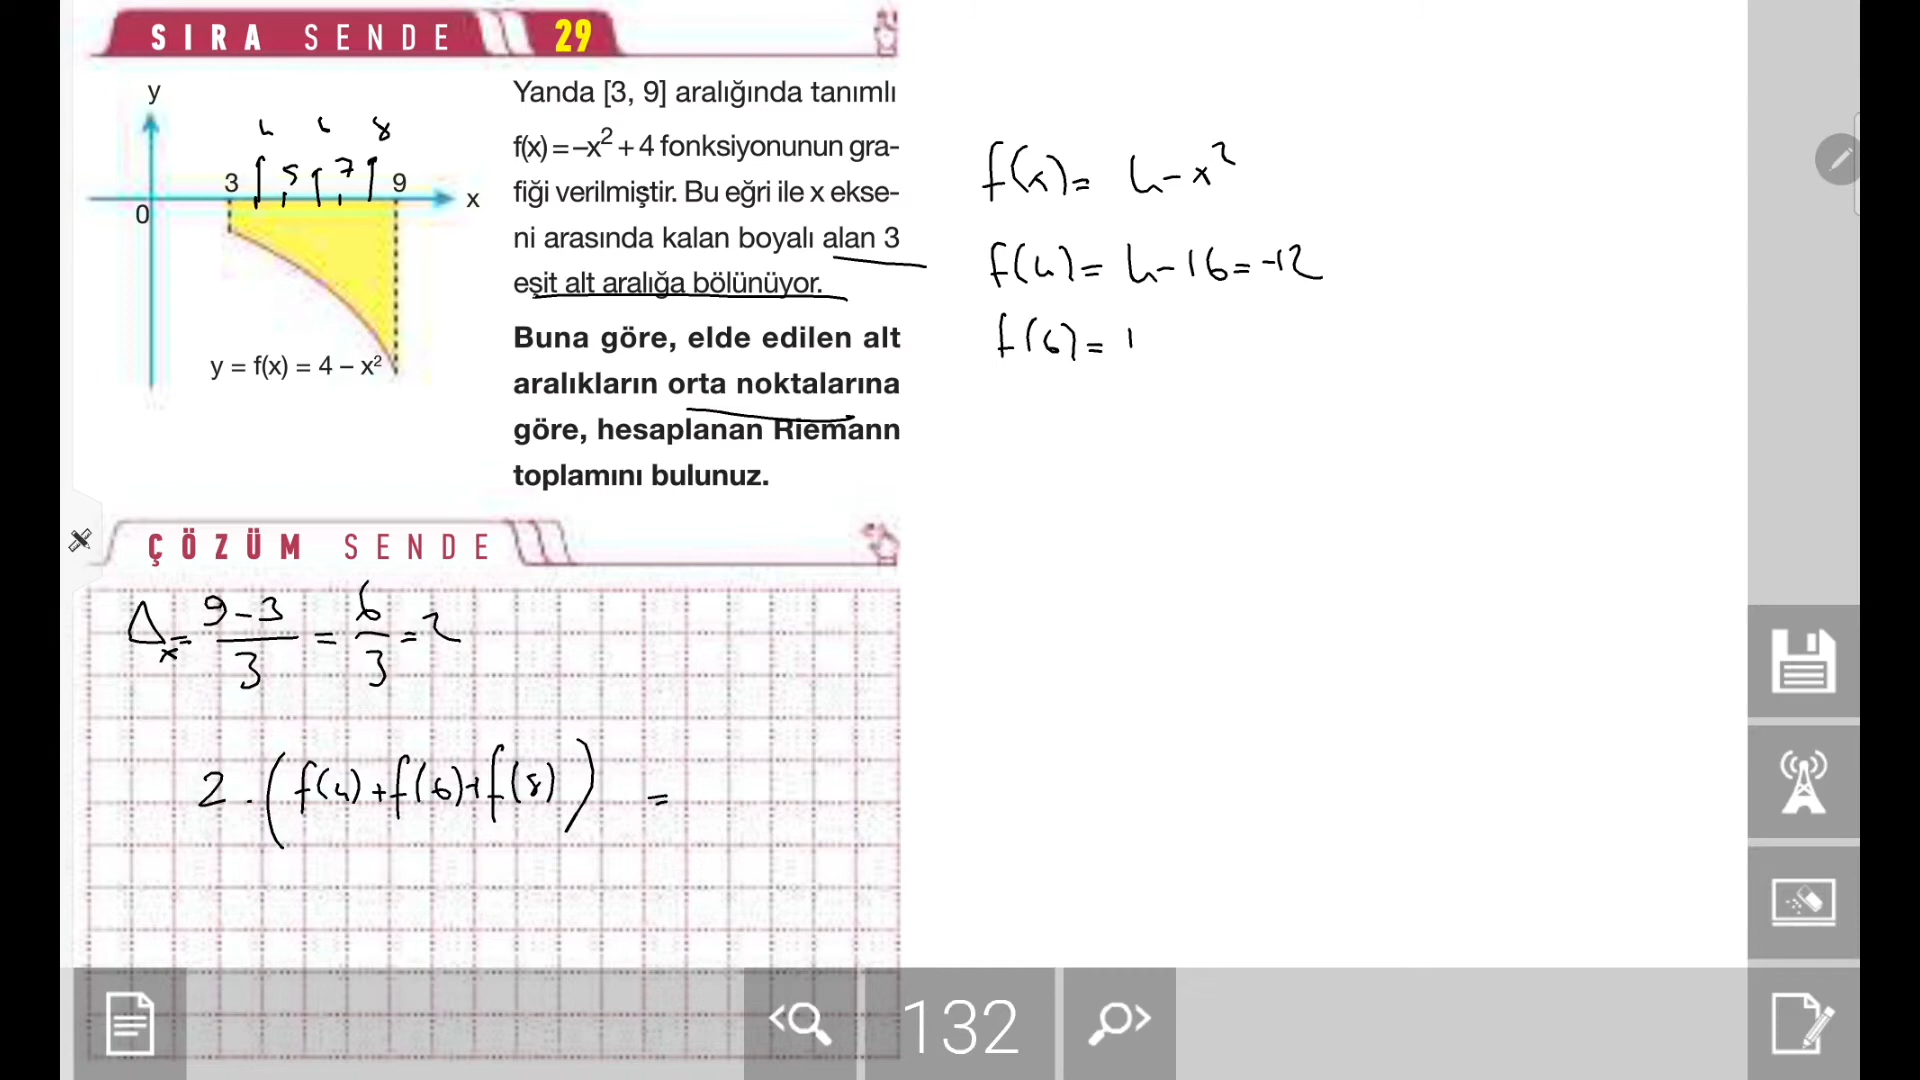 SIRA SENDE 29
y
4 6 8
5 7
3 9
x
0
y = f(x) = 4 – x²
Yanda [3, 9] aralığında tanımlı
f(x) = –x² + 4 fonksiyonunun gra-
fiği verilmiştir. Bu eğri ile x ekse-
ni arasında kalan boyalı alan 3
eşit alt aralığa bölünüyor.
Buna göre, elde edilen alt
aralıkların orta noktalarına
göre, hesaplanan Riemann
toplamını bulunuz.
f(x) = 4 - x²
f(4) = 4 - 16 = -12
f(6) = 1
ÇÖZÜM SENDE
Δx = 9-3/3 = 6/3 = 2
2 . (f(4) + f(6) + f(8)) =
132